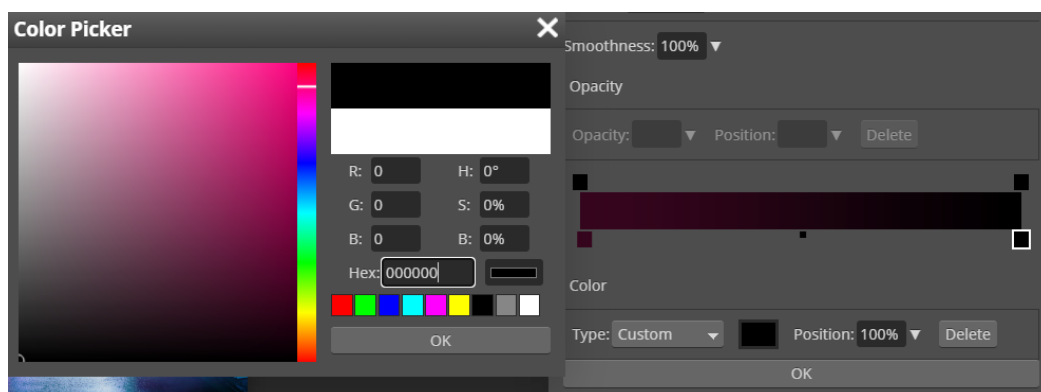 Color Picker
R: 0 H: 0°
G: 0 S: 0%
B: 0 B: 0%
Hex: 000000
OK
Smoothness: 100% ▼
Opacity
Opacity: ▼ Position: ▼ Delete
Color
Type: Custom Position: 100% ▼ Delete
OK